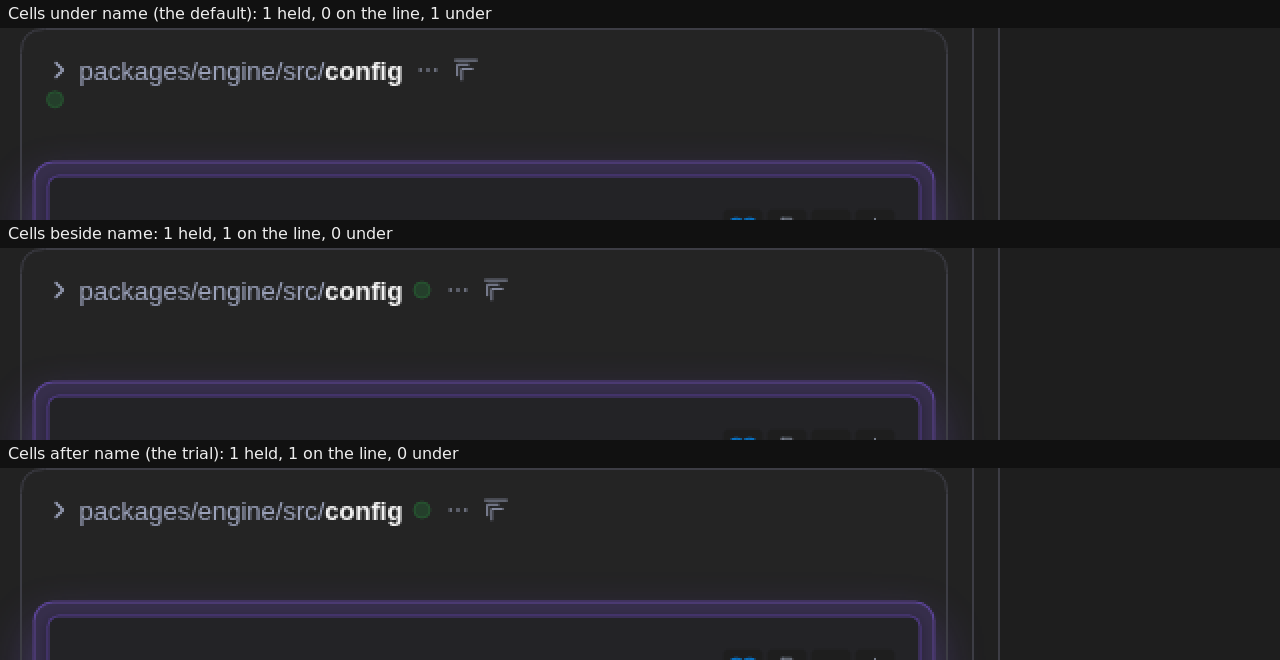 Cells under name (the default): 1 held, 0 on the line, 1 under
packages/engine/src/config ···
Cells beside name: 1 held, 1 on the line, 0 under
packages/engine/src/config ···
Cells after name (the trial): 1 held, 1 on the line, 0 under
packages/engine/src/config ···